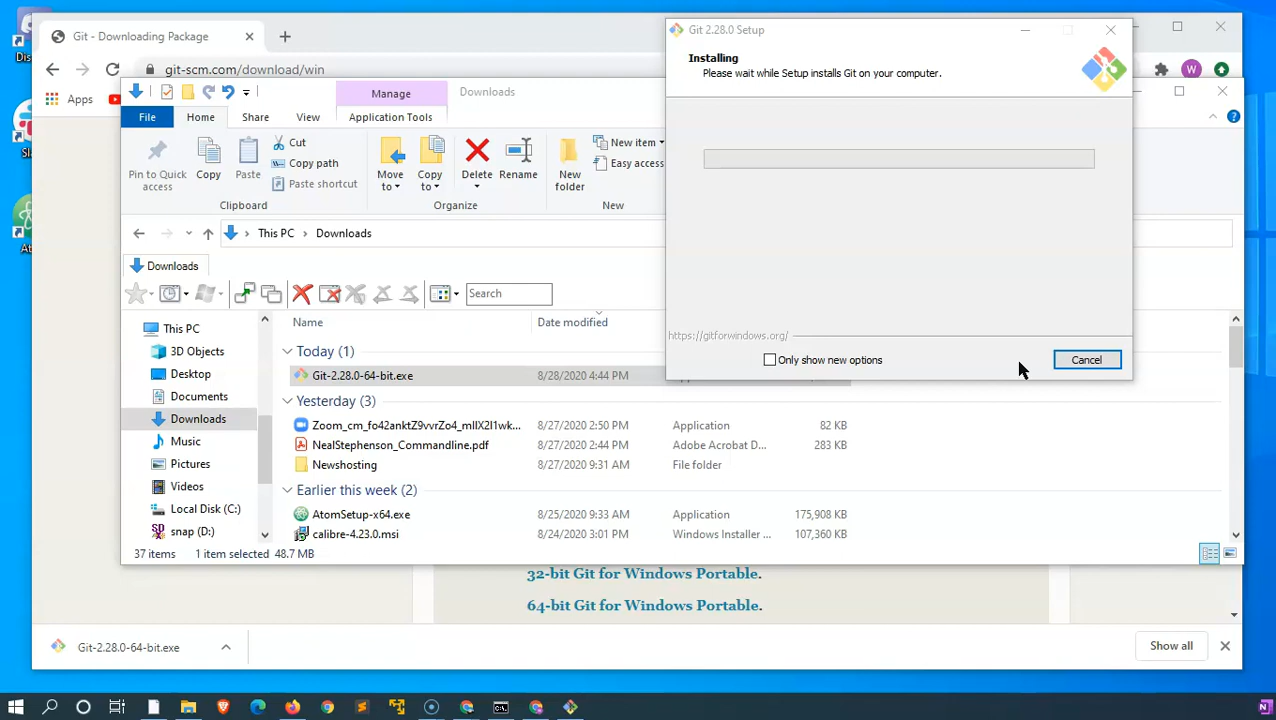 Dis
Sla
At
Git - Downloading Package
git-scm.com/download/win
W
Apps
Manage
Downloads
File
Home
Share
View
Application Tools
Pin to Quick access
Copy
Paste
Cut
Copy path
Paste shortcut
Clipboard
Move to
Copy to
Delete
Rename
Organize
New folder
New item
Easy access
New
This PC
Downloads
Downloads
Search
This PC
3D Objects
Desktop
Documents
Downloads
Music
Pictures
Videos
Local Disk (C:)
snap (D:)
Name
Date modified
Today (1)
Git-2.28.0-64-bit.exe 8/28/2020 4:44 PM
Yesterday (3)
Zoom_cm_fo42anktZ9vvrZo4_mIIX2I1wk... 8/27/2020 2:50 PM Application 82 KB
NealStephenson_Commandline.pdf 8/27/2020 2:44 PM Adobe Acrobat D... 283 KB
Newshosting 8/27/2020 9:31 AM File folder
Earlier this week (2)
AtomSetup-x64.exe 8/25/2020 9:33 AM Application 175,908 KB
calibre-4.23.0.msi 8/24/2020 3:01 PM Windows Installer ... 107,360 KB
37 items 1 item selected 48.7 MB
Git 2.28.0 Setup
Installing
Please wait while Setup installs Git on your computer.
https://gitforwindows.org/
Only show new options
Cancel
32-bit Git for Windows Portable.
64-bit Git for Windows Portable.
Git-2.28.0-64-bit.exe
Show all